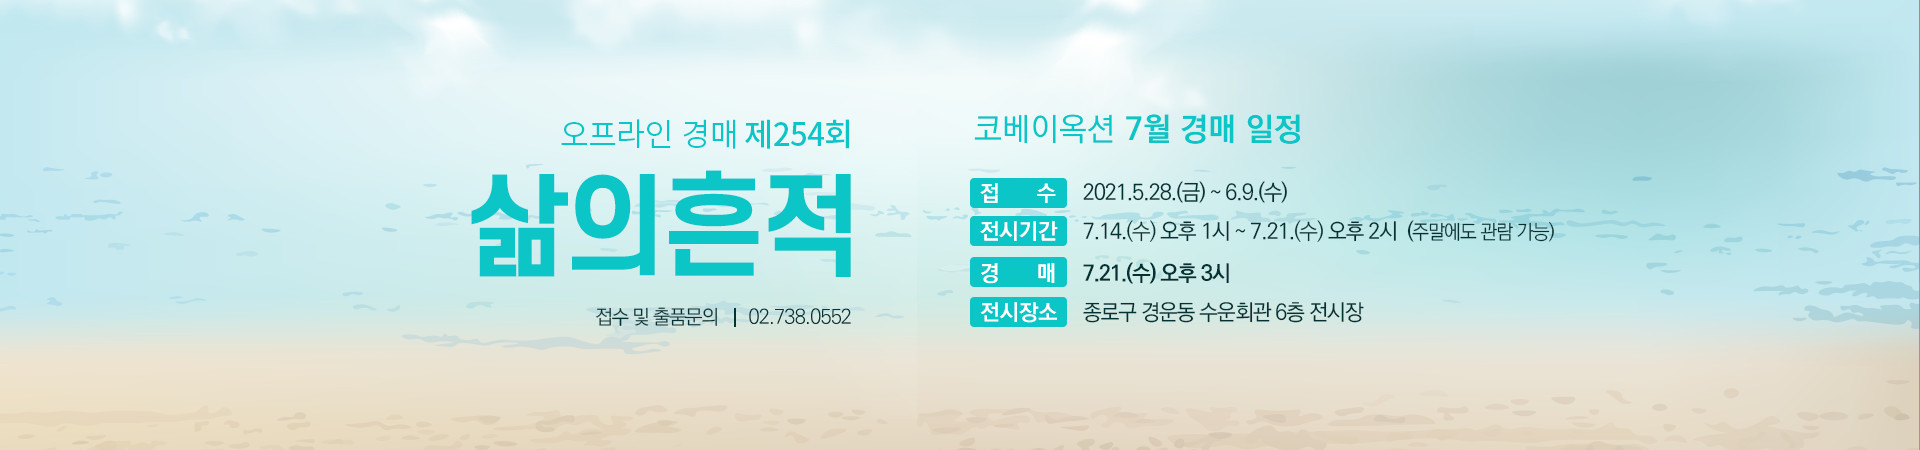 오프라인 경매 제254회
삶의흔적
접수 및 출품문의 | 02.738.0552
코베이옥션 7월 경매 일정
접 수 2021.5.28.(금) ~ 6.9.(수)
전시기간 7.14.(수) 오후 1시 ~ 7.21.(수) 오후 2시 (주말에도 관람 가능)
경 매 7.21.(수) 오후 3시
전시장소 종로구 경운동 수운회관 6층 전시장